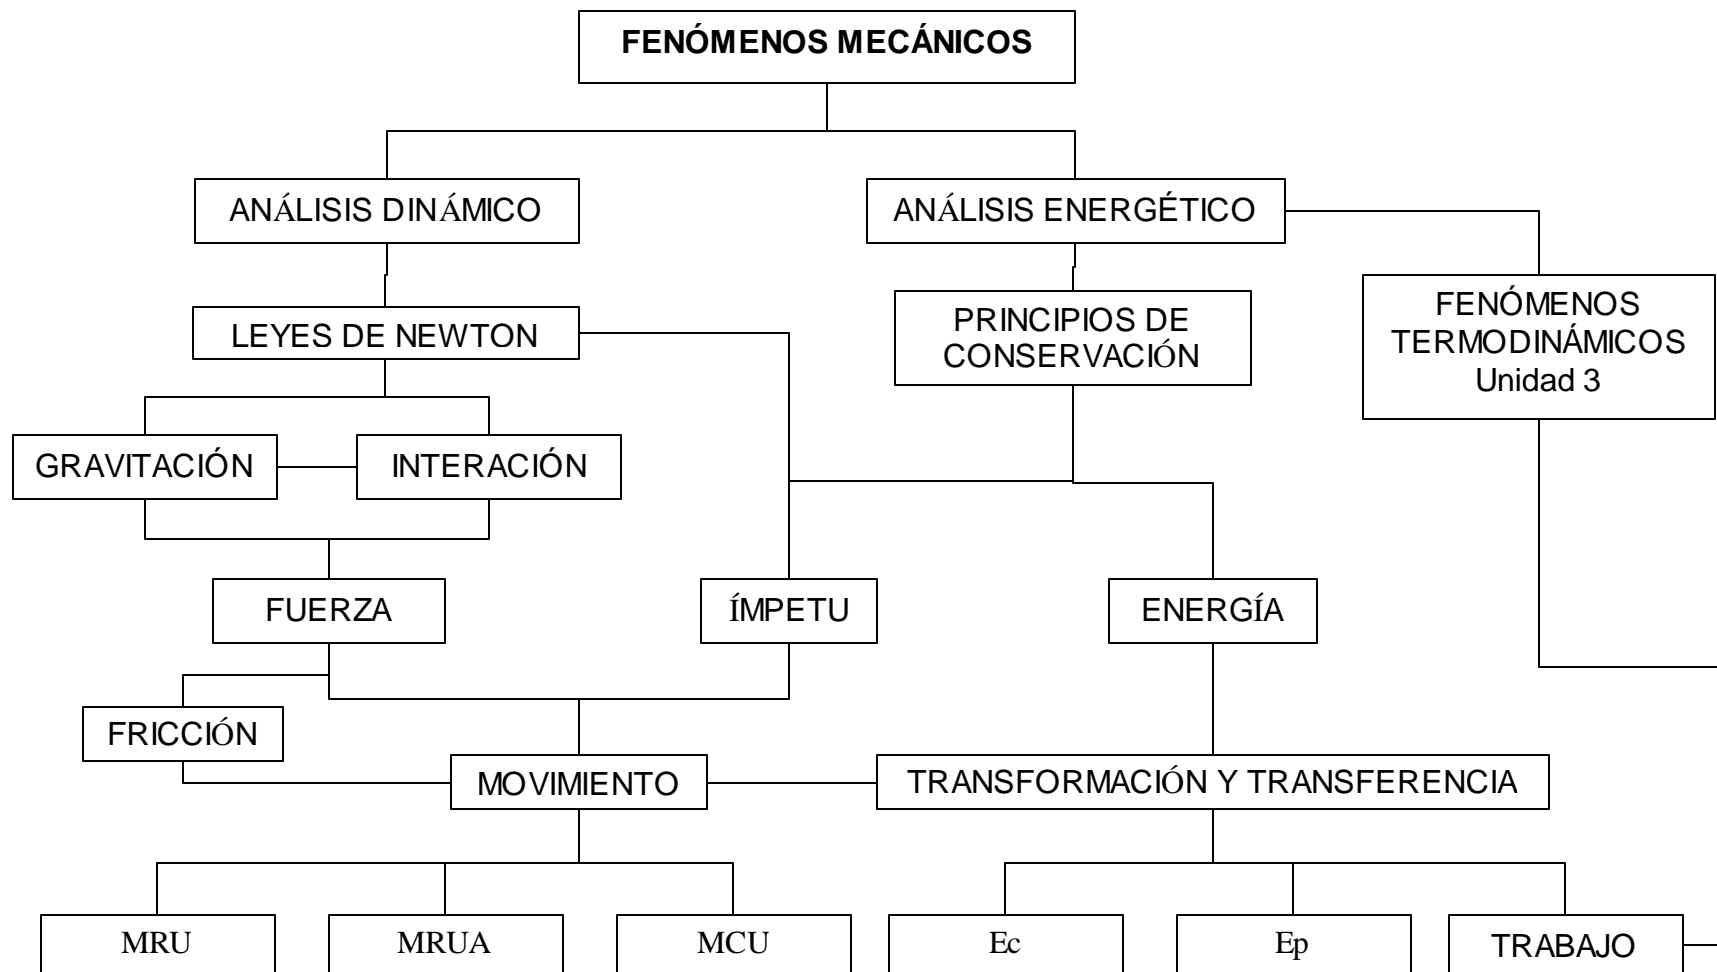 FENÓMENOS MECÁNICOS
ANÁLISIS DINÁMICO
ANÁLISIS ENERGÉTICO
LEYES DE NEWTON
PRINCIPIOS DE
CONSERVACIÓN
FENÓMENOS
TERMODINÁMICOS
Unidad 3
GRAVITACIÓN
INTERACIÓN
FUERZA
ÍMPETU
ENERGÍA
FRICCIÓN
MOVIMIENTO
TRANSFORMACIÓN Y TRANSFERENCIA
MRU
MRUA
MCU
Ec
Ep
TRABAJO